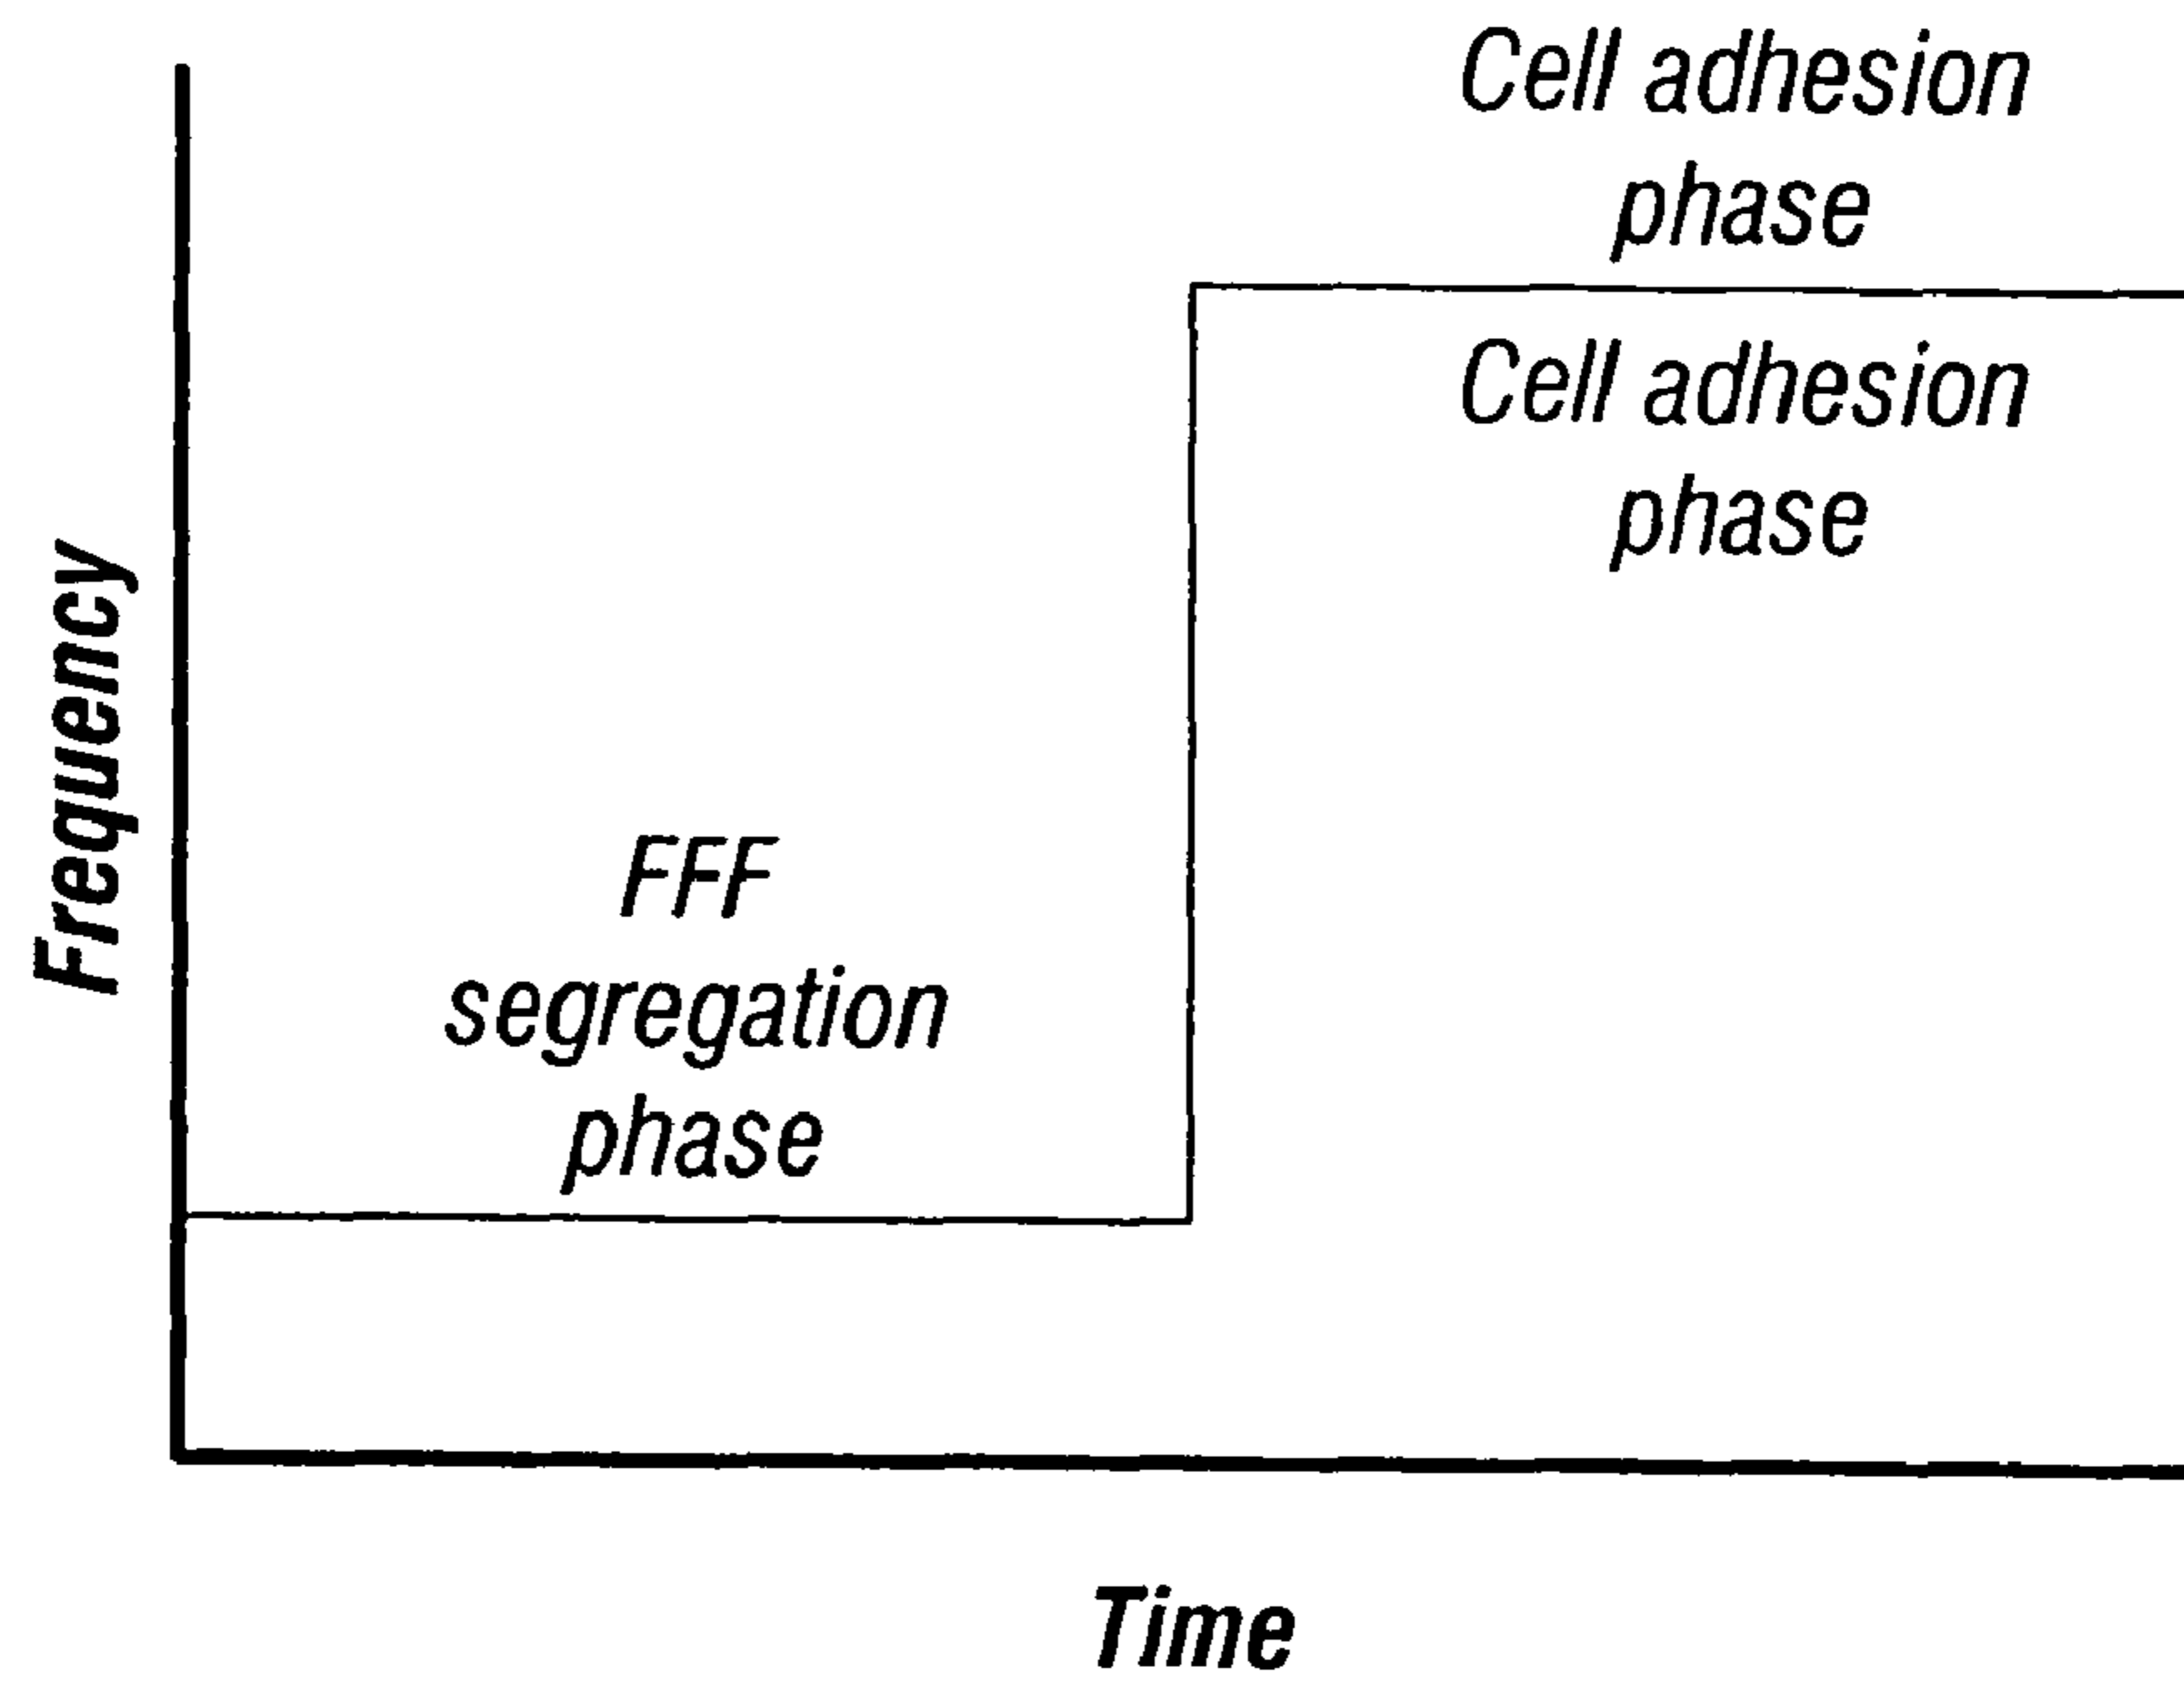 Cell adhesion
phase
Cell adhesion
phase
Frequency
FFF
segregation
phase
Time